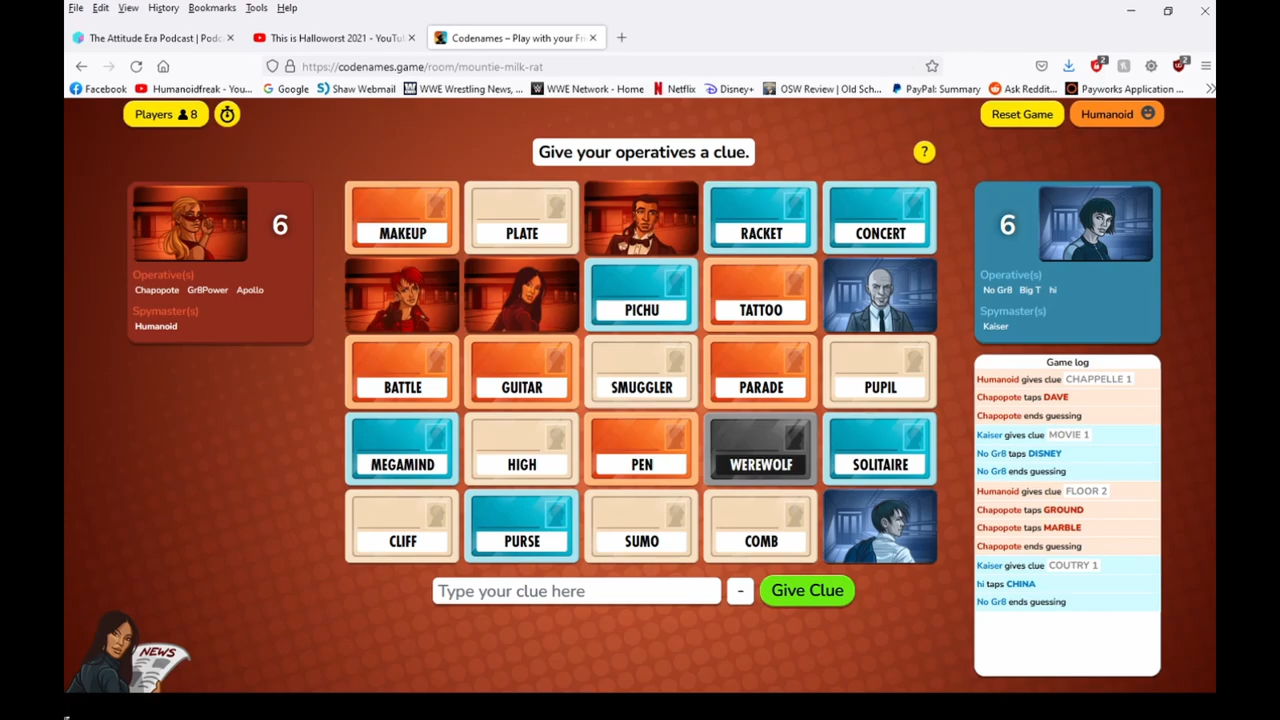 File Edit View History Bookmarks Tools Help
The Attitude Era Podcast | Podc
This is Halloworst 2021 - YouTu
Codenames – Play with your Fr
https://codenames.game/room/mountie-milk-rat
2
2
Facebook
Humanoidfreak - You...
Google
Shaw Webmail
WWE Wrestling News, ...
WWE Network - Home
Netflix
Disney+
OSW Review | Old Sch...
PayPal: Summary
Ask Reddit...
Payworks Application ...
Players 8
Reset Game
Humanoid
Give your operatives a clue.
?
6
Operative(s)
Chapopote Gr8Power Apollo
Spymaster(s)
Humanoid
MAKEUP
PLATE
RACKET
CONCERT
PICHU
TATTOO
BATTLE
GUITAR
SMUGGLER
PARADE
PUPIL
MEGAMIND
HIGH
PEN
WEREWOLF
SOLITAIRE
CLIFF
PURSE
SUMO
COMB
6
Operative(s)
No Gr8 Big T hi
Spymaster(s)
Kaiser
Game log
Humanoid gives clue CHAPPELLE 1
Chapopote taps DAVE
Chapopote ends guessing
Kaiser gives clue MOVIE 1
No Gr8 taps DISNEY
No Gr8 ends guessing
Humanoid gives clue FLOOR 2
Chapopote taps GROUND
Chapopote taps MARBLE
Chapopote ends guessing
Kaiser gives clue COUTRY 1
hi taps CHINA
No Gr8 ends guessing
Type your clue here
-
Give Clue
NEWS